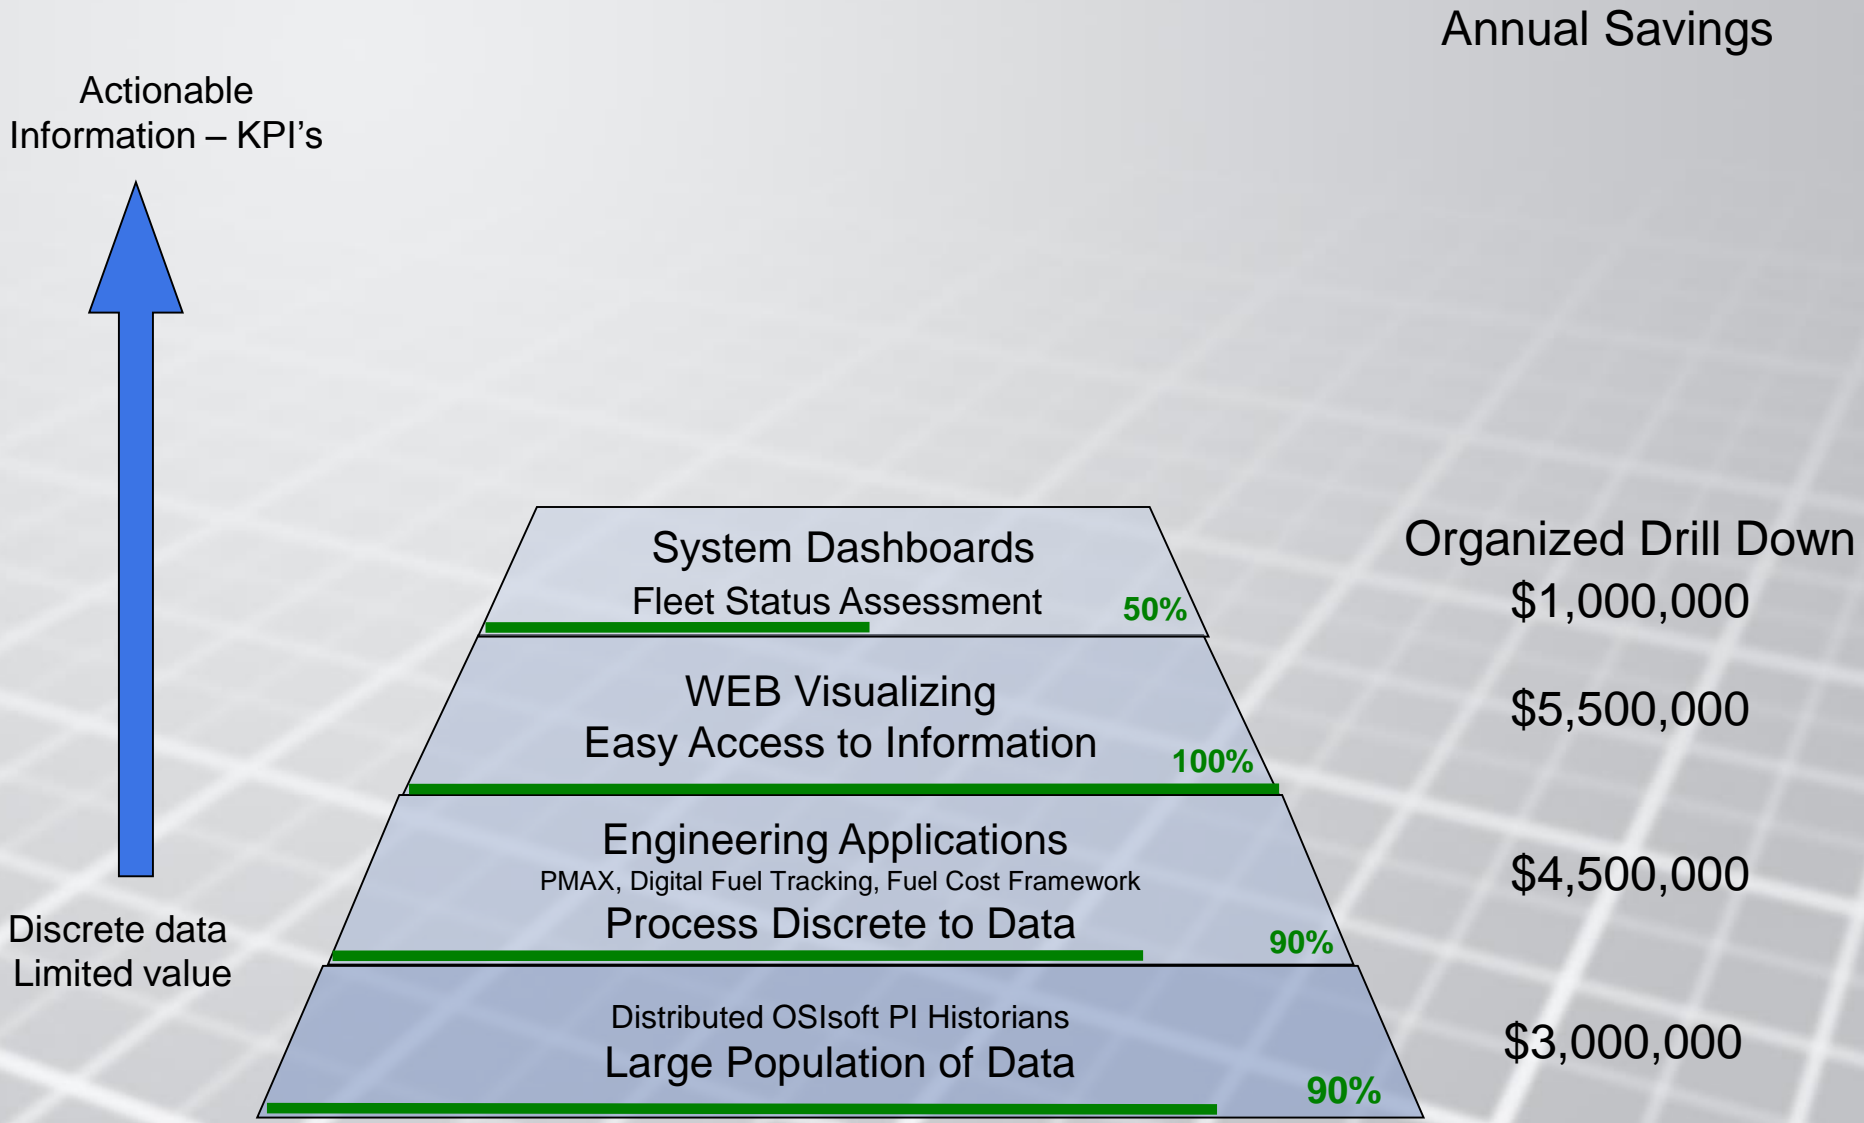 Annual Savings
Actionable
Information – KPI's
System Dashboards
Fleet Status Assessment
50%
Organized Drill Down
$1,000,000
WEB Visualizing
Easy Access to Information
100%
$5,500,000
Engineering Applications
PMAX, Digital Fuel Tracking, Fuel Cost Framework
Process Discrete to Data
90%
$4,500,000
Discrete data
Limited value
Distributed OSIsoft PI Historians
Large Population of Data
90%
$3,000,000